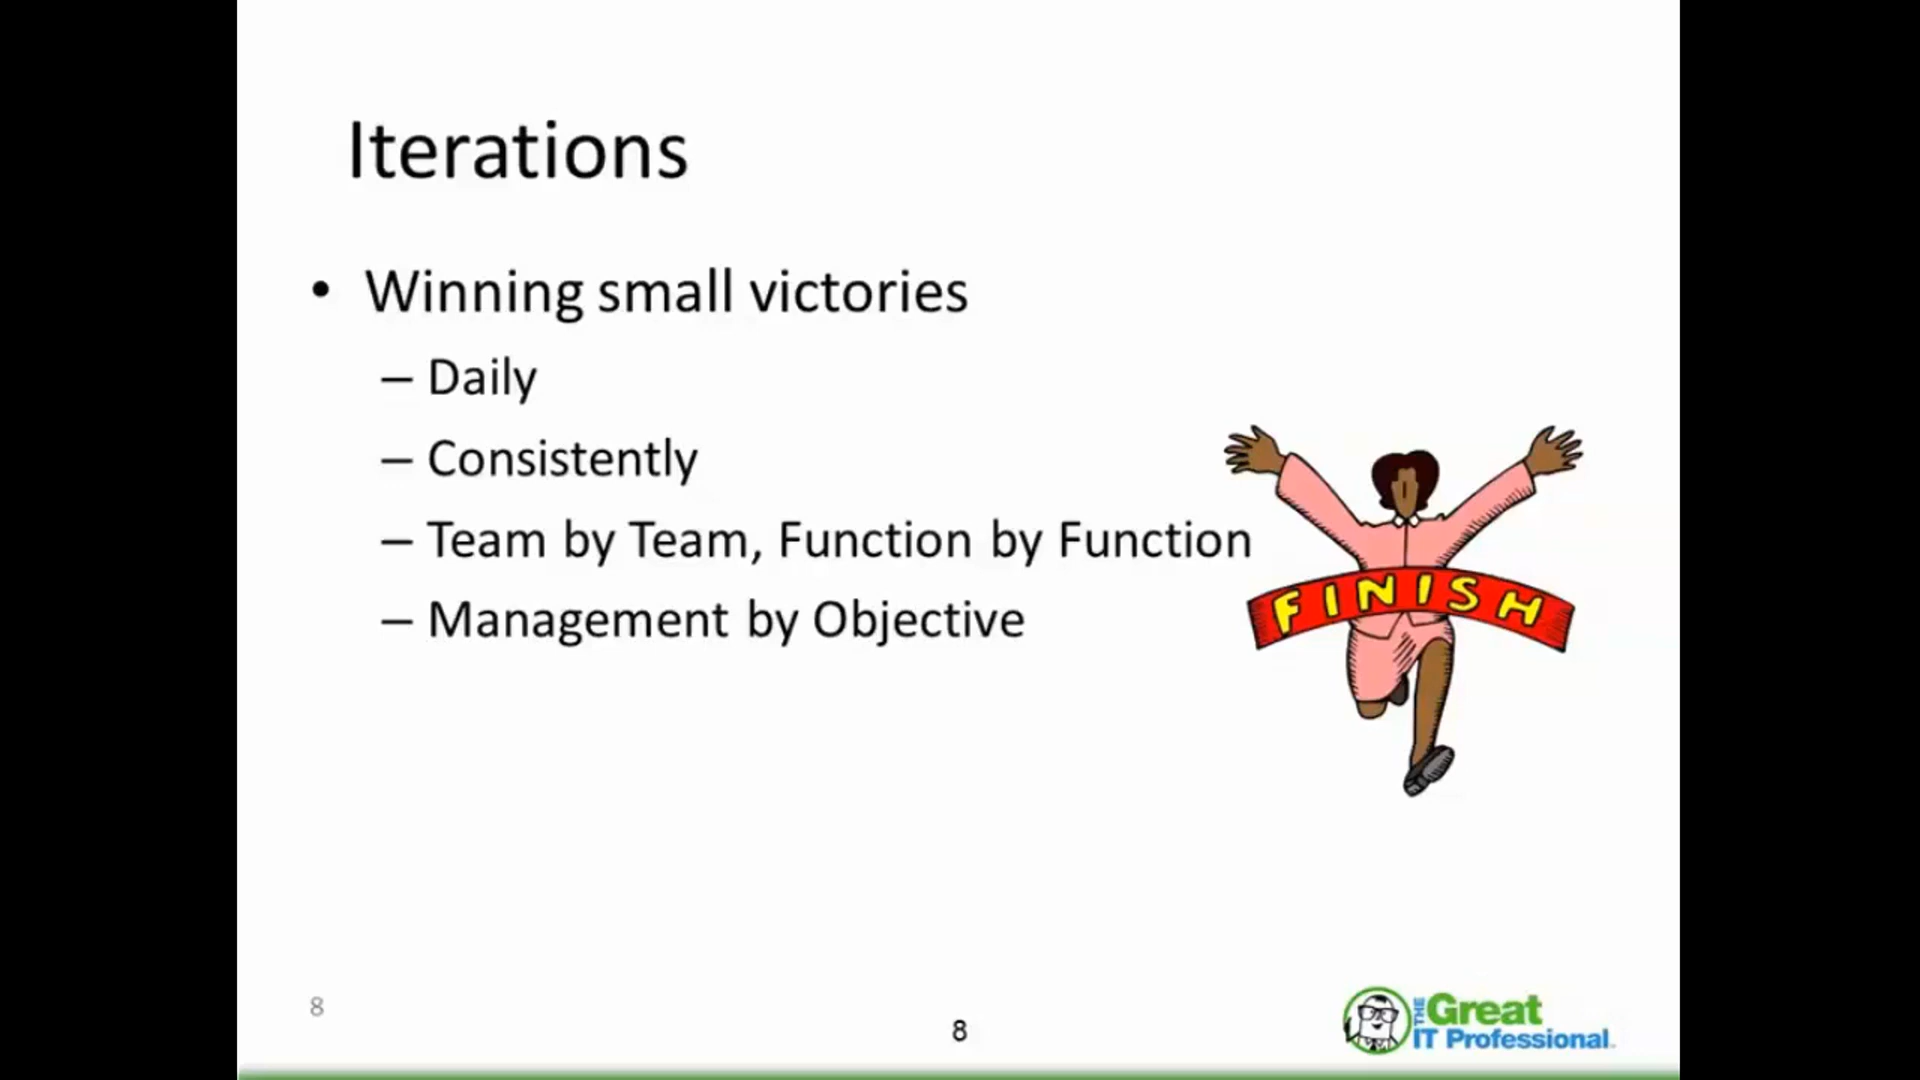 Iterations
• Winning small victories
– Daily
– Consistently
– Team by Team, Function by Function
– Management by Objective
FINISH
8
8
THE Great
IT Professional